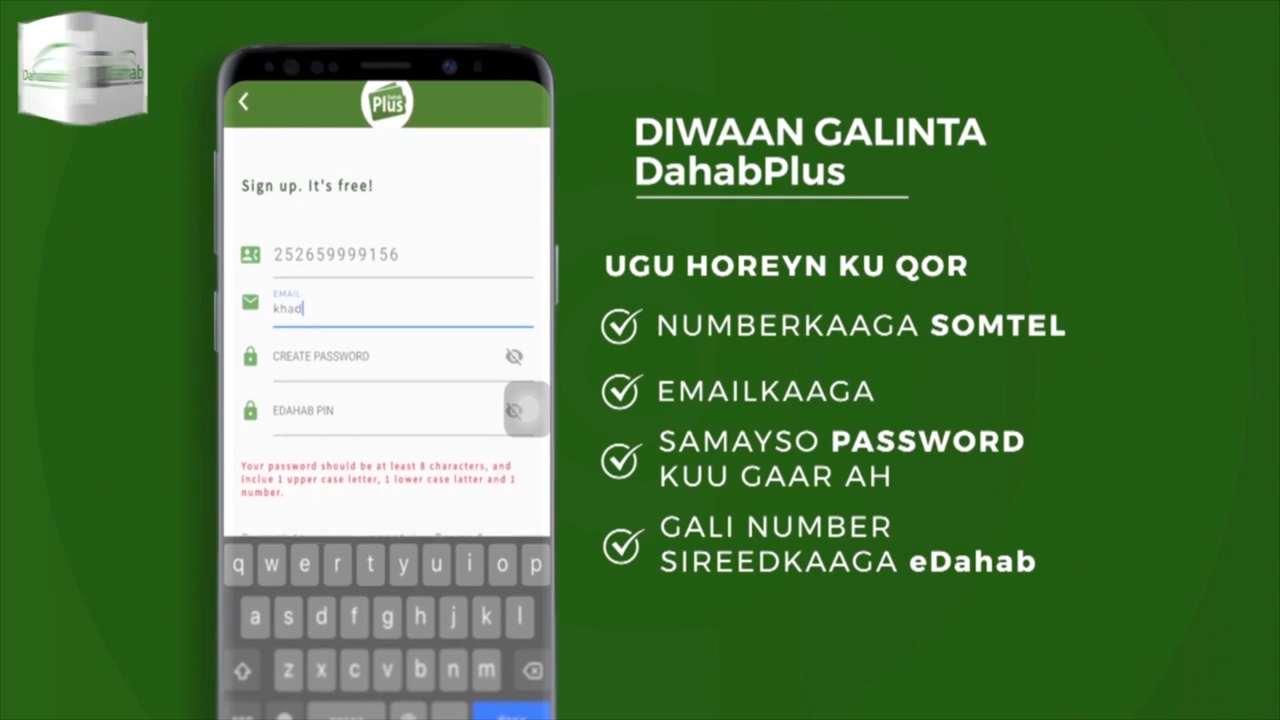 Plus
Sign up. It's free!
252659999156
EMAIL
khad
CREATE PASSWORD
EDAHAB PIN
Your password should be at least 8 characters, and
inclue 1 upper case letter, 1 lower case latter and 1
number.
q w e r t y u i o p
a s d f g h j k l
z x c v b n m
DIWAAN GALINTA
DahabPlus
UGU HOREYN KU QOR
NUMBERKAAGA SOMTEL
EMAILKAAGA
SAMAYSO PASSWORD
KUU GAAR AH
GALI NUMBER
SIREEDKAAGA eDahab